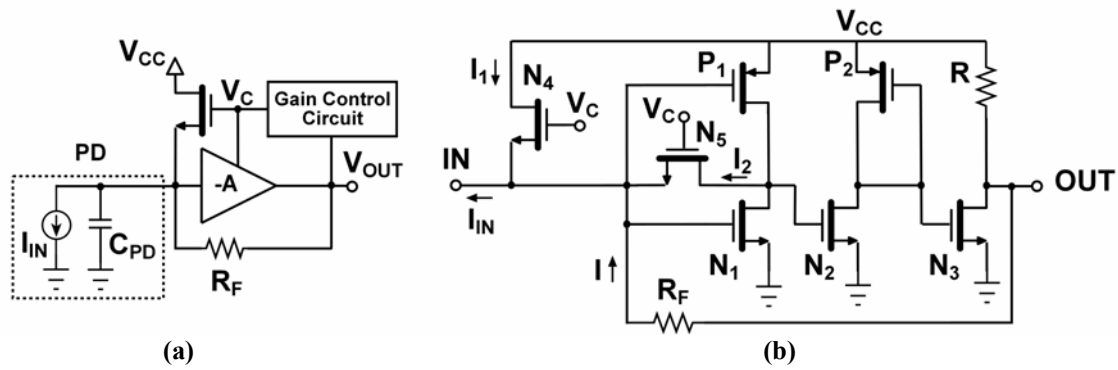 V_CC
V_C
Gain Control
Circuit
PD
-A
V_OUT
I_IN
C_PD
R_F
(a)
V_CC
I_1
N_4
V_C
P_1
P_2
R
V_C
N_5
IN
I_2
OUT
I_IN
N_1
N_2
N_3
I
R_F
(b)